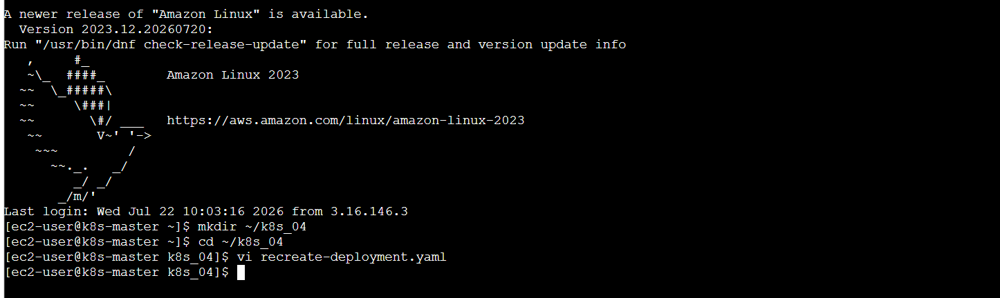 A newer release of "Amazon Linux" is available.
  Version 2023.12.20260720:
Run "/usr/bin/dnf check-release-update" for full release and version update info
   ,     #_
   ~\_  ####_        Amazon Linux 2023
  ~~  \_#####\
  ~~     \###|
  ~~       \#/ ___   https://aws.amazon.com/linux/amazon-linux-2023
   ~~       V~' '->
    ~~~         /
      ~~._.   _/
         _/ _/
       _/m/'
Last login: Wed Jul 22 10:03:16 2026 from 3.16.146.3
[ec2-user@k8s-master ~]$ mkdir ~/k8s_04
[ec2-user@k8s-master ~]$ cd ~/k8s_04
[ec2-user@k8s-master k8s_04]$ vi recreate-deployment.yaml
[ec2-user@k8s-master k8s_04]$